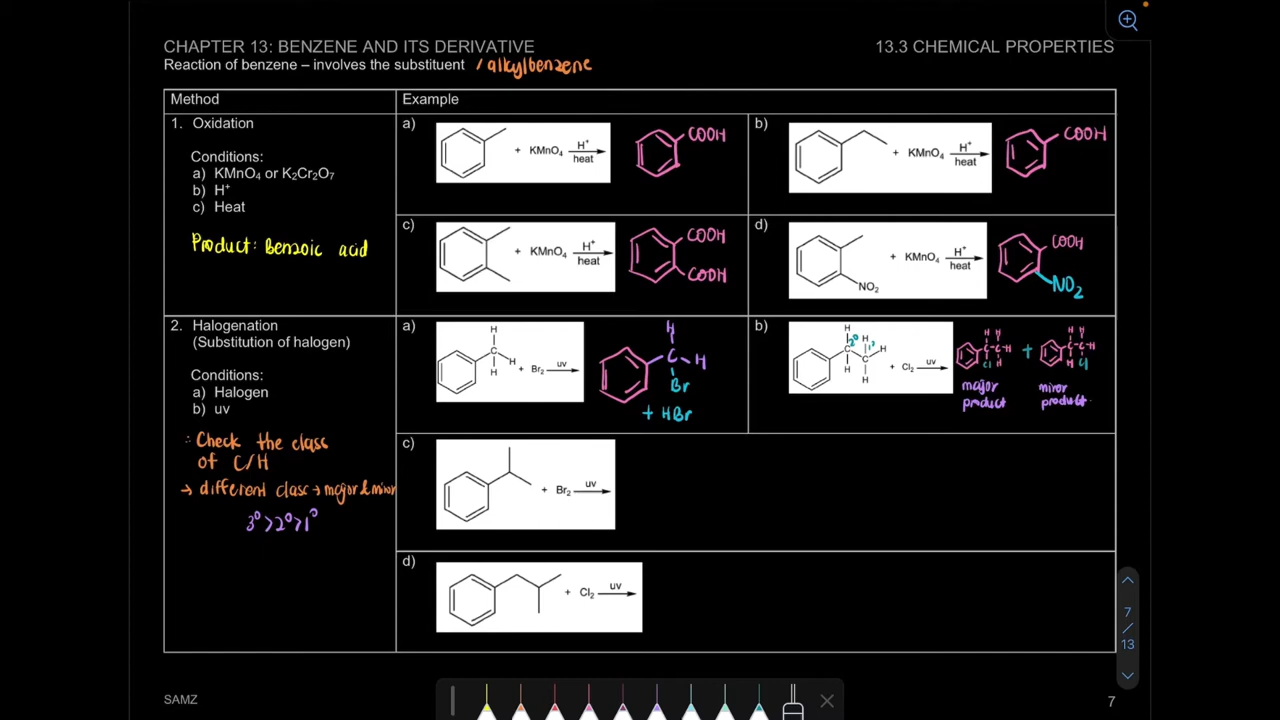 CHAPTER 13: BENZENE AND ITS DERIVATIVE
13.3 CHEMICAL PROPERTIES
Reaction of benzene – involves the substituent / alkylbenzene
Method
Example
1. Oxidation
Conditions:
a) KMnO₄ or K₂Cr₂O₇
b) H⁺
c) Heat
Product: Benzoic acid
a)
+ KMnO₄ H⁺ heat
COOH
b)
+ KMnO₄ H⁺ heat
COOH
c)
+ KMnO₄ H⁺ heat
COOH
COOH
d)
NO₂
+ KMnO₄ H⁺ heat
COOH
NO₂
2. Halogenation
(Substitution of halogen)
Conditions:
a) Halogen
b) uv
∴ Check the class
of C/H
→ different class → major & minor
3° > 2° > 1°
a)
H
C H
H
+ Br₂ uv
H
C H
Br
+ HBr
b)
H
C 2° H 1°
C H
H
H
+ Cl₂ uv
H H
C C H
Cl H
major
product
+
H H
C C H
H Cl
minor
product
c)
+ Br₂ uv
d)
+ Cl₂ uv
7
/
13
SAMZ
7